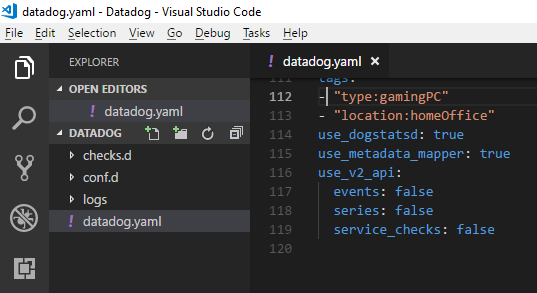 datadog.yaml - Datadog - Visual Studio Code
File Edit Selection View Go Debug Tasks Help
EXPLORER
OPEN EDITORS
! datadog.yaml
DATADOG
checks.d
conf.d
logs
! datadog.yaml
! datadog.yaml ×
111 tags:
112 - "type:gamingPC"
113 - "location:homeOffice"
114 use_dogstatsd: true
115 use_metadata_mapper: true
116 use_v2_api:
117 events: false
118 series: false
119 service_checks: false
120